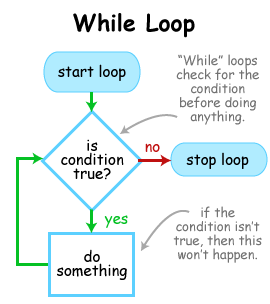 While Loop
start loop
“While” loops
check for the
condition
before doing
anything.
is
condition
true?
no
stop loop
yes
if the
condition isn't
true, then this
won't happen.
do
something